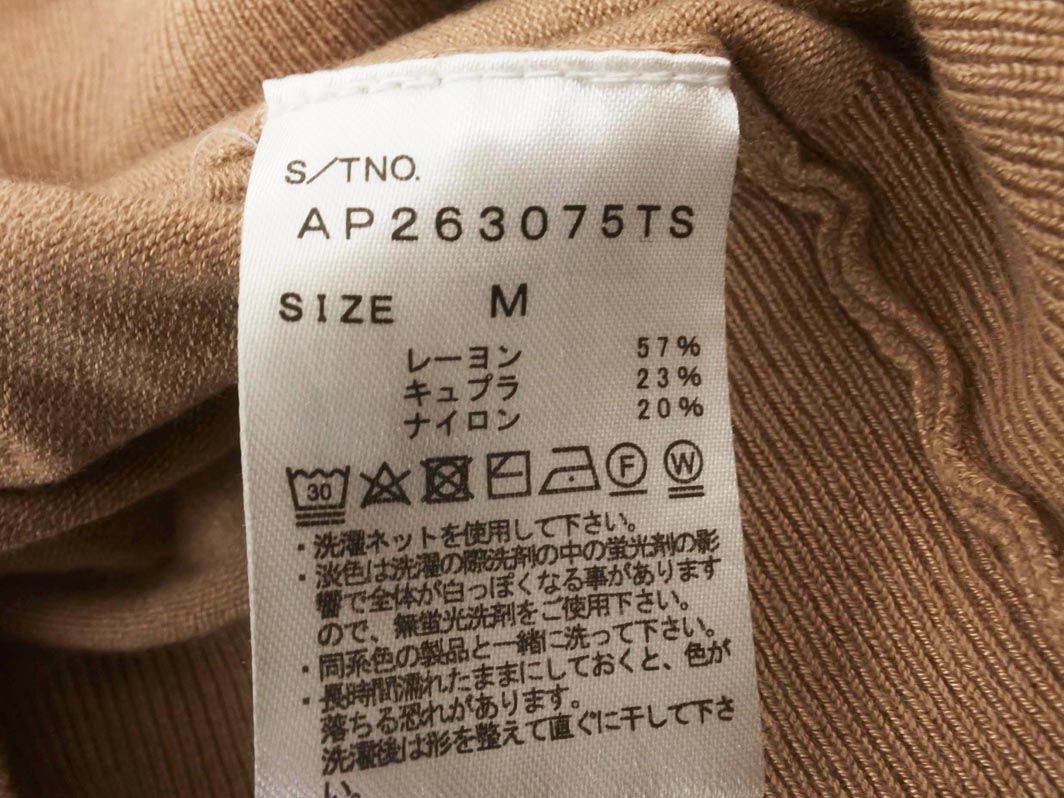 S/TNO.
AP263075TS
SIZE M
レーヨン 57%
キュプラ 23%
ナイロン 20%
30 F W
・洗濯ネットを使用して下さい。
・淡色は洗濯の際洗剤の中の蛍光剤の影
響で全体が白っぽくなる事があります
ので、無蛍光洗剤をご使用下さい。
・同系色の製品と一緒に洗って下さい。
・長時間濡れたままにしておくと、色が
落ちる恐れがあります。
洗濯後は形を整えて直ぐに干して下さ
い。